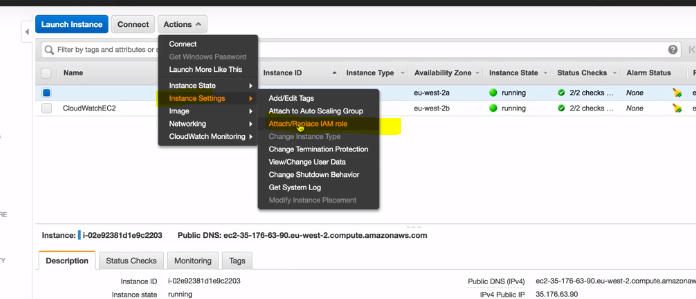 Launch Instance Connect Actions
Filter by tags and attributes or
Name Instance ID Instance Type Availability Zone Instance State Status Checks Alarm Status
eu-west-2a running 2/2 checks ... None
CloudWatchEC2 eu-west-2b running 2/2 checks ... None
Connect
Get Windows Password
Launch More Like This
Instance State
Instance Settings
Image
Networking
CloudWatch Monitoring
Add/Edit Tags
Attach to Auto Scaling Group
Attach/Replace IAM role
Change Instance Type
Change Termination Protection
View/Change User Data
Change Shutdown Behavior
Get System Log
Modify Instance Placement
RE
TY
Instance: i-02e92381d1e9c2203 Public DNS: ec2-35-176-63-90.eu-west-2.compute.amazonaws.com
Description Status Checks Monitoring Tags
Instance ID i-02e92381d1e9c2203 Public DNS (IPv4) ec2-35-176-63-90.eu-west-2.compute.amazonaws
Instance state running IPv4 Public IP 35.176.63.90